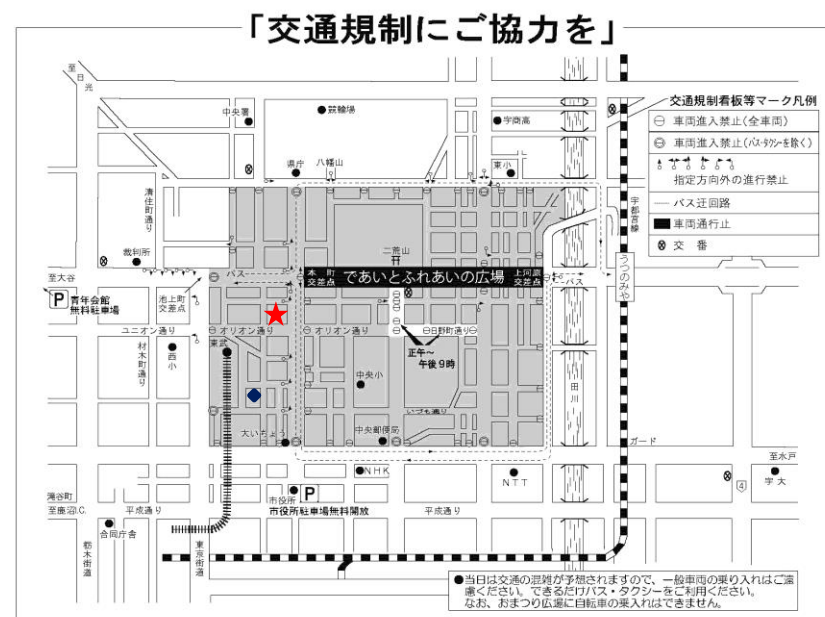 「交通規制にご協力を」
至日光
中央署
競輪場
宇商高
交通規制看板等マーク凡例
車両進入禁止(全車両)
車両進入禁止(バス・タクシーを除く)
指定方向外の進行禁止
バス迂回路
車両通行止
交番
県庁
八幡山
東小
清住町通り
宇都宮線
裁判所
二荒山
うつのみや
至大谷
バス
本町交差点
であいとふれあいの広場
上河原交差点
バス
P 青年会館
無料駐車場
池上町
交差点
ユニオン通り
オリオン通り
オリオン通り
日野町通り
正午〜
午後9時
東武
西小
材木町通り
中央小
田川
いづも通り
大いちょう
中央郵便局
ガード
至水戸
NHK
NTT
4
宇大
滝谷町
至鹿沼I.C.
平成通り
市役所
P
市役所駐車場無料開放
平成通り
合同庁舎
栃木街道
東京街道
●当日は交通の混雑が予想されますので、一般車両の乗り入れはご遠
慮ください。できるだけバス・タクシーをご利用ください。
なお、おまつり広場に自転車の乗入れはできません。